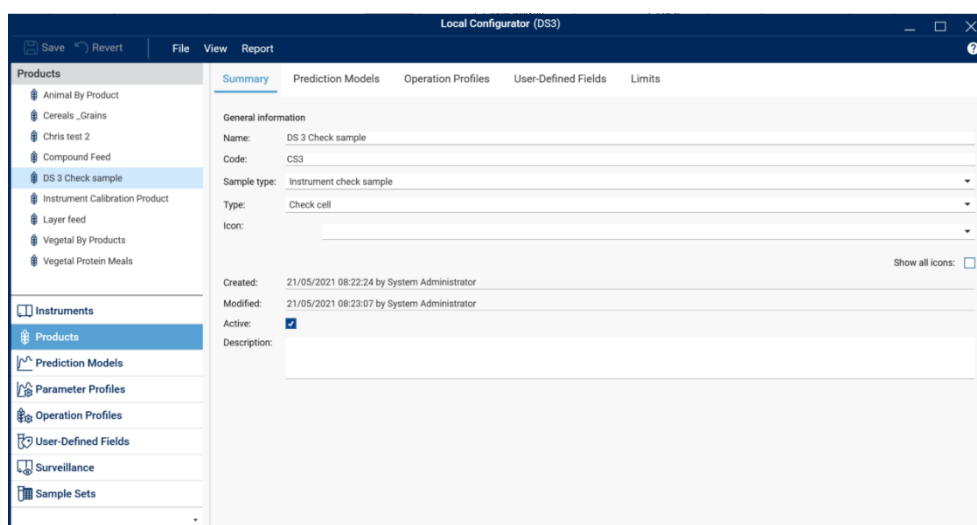 Local Configurator (DS3)
Save Revert File View Report
Products
Animal By Product
Cereals _Grains
Chris test 2
Compound Feed
DS 3 Check sample
Instrument Calibration Product
Layer feed
Vegetal By Products
Vegetal Protein Meals
Instruments
Products
Prediction Models
Parameter Profiles
Operation Profiles
User-Defined Fields
Surveillance
Sample Sets
Summary Prediction Models Operation Profiles User-Defined Fields Limits
General information
Name: DS 3 Check sample
Code: CS3
Sample type: Instrument check sample
Type: Check cell
Icon:
Show all icons:
Created: 21/05/2021 08:22:24 by System Administrator
Modified: 21/05/2021 08:23:07 by System Administrator
Active:
Description: